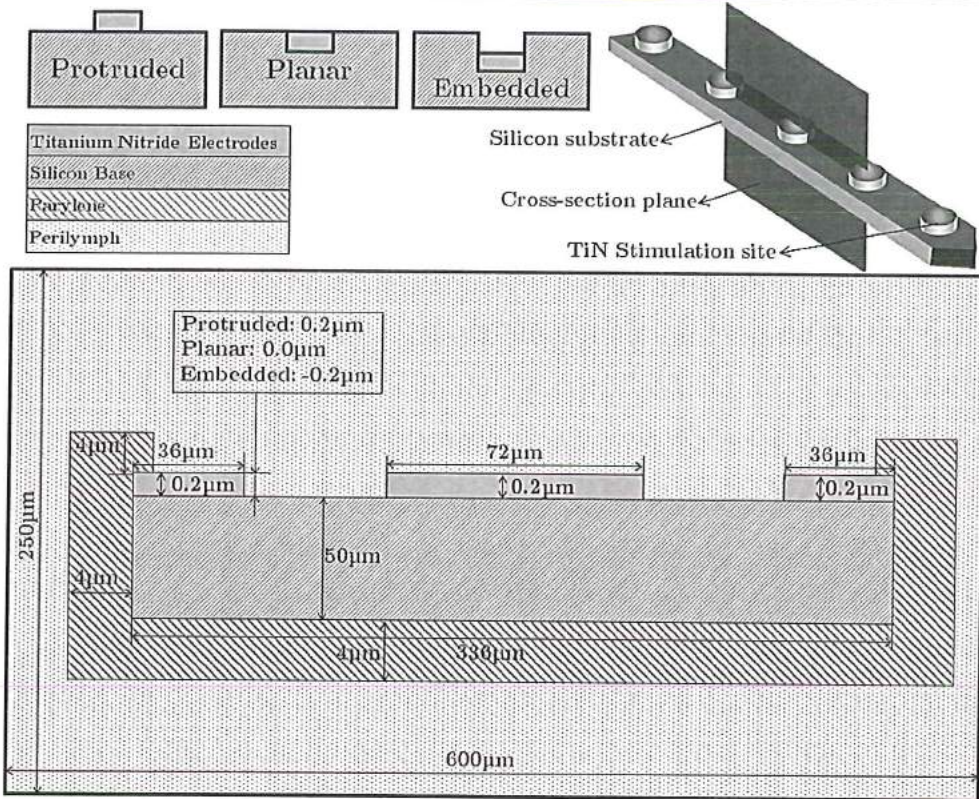 Protruded
Planar
Embedded
Titanium Nitride Electrodes
Silicon Base
Parylene
Perilymph
Silicon substrate
Cross-section plane
TiN Stimulation site
Protruded: 0.2µm
Planar: 0.0µm
Embedded: -0.2µm
4µm
36µm
72µm
36µm
0.2µm
0.2µm
0.2µm
250µm
50µm
4µm
4µm
336µm
600µm